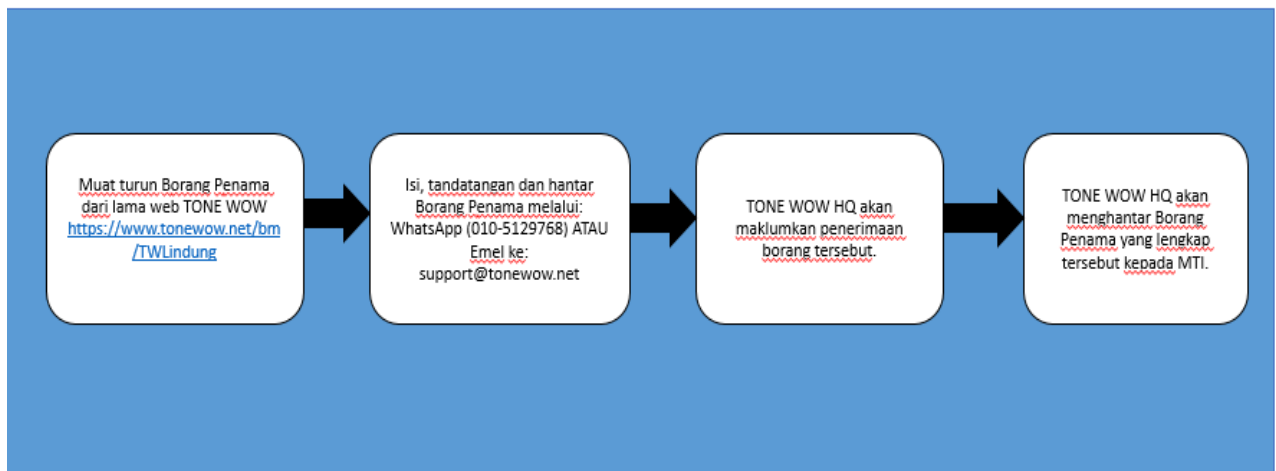 Muat turun Borang Penama
dari lama web TONE WOW
https://www.tonewow.net/bm
/TWLindung
Isi, tandatangan dan hantar
Borang Penama melalui:
WhatsApp (010-5129768) ATAU
Emel ke:
support@tonewow.net
TONE WOW HQ akan
maklumkan penerimaan
borang tersebut.
TONE WOW HQ akan
menghantar Borang
Penama yang lengkap
tersebut kepada MTI.